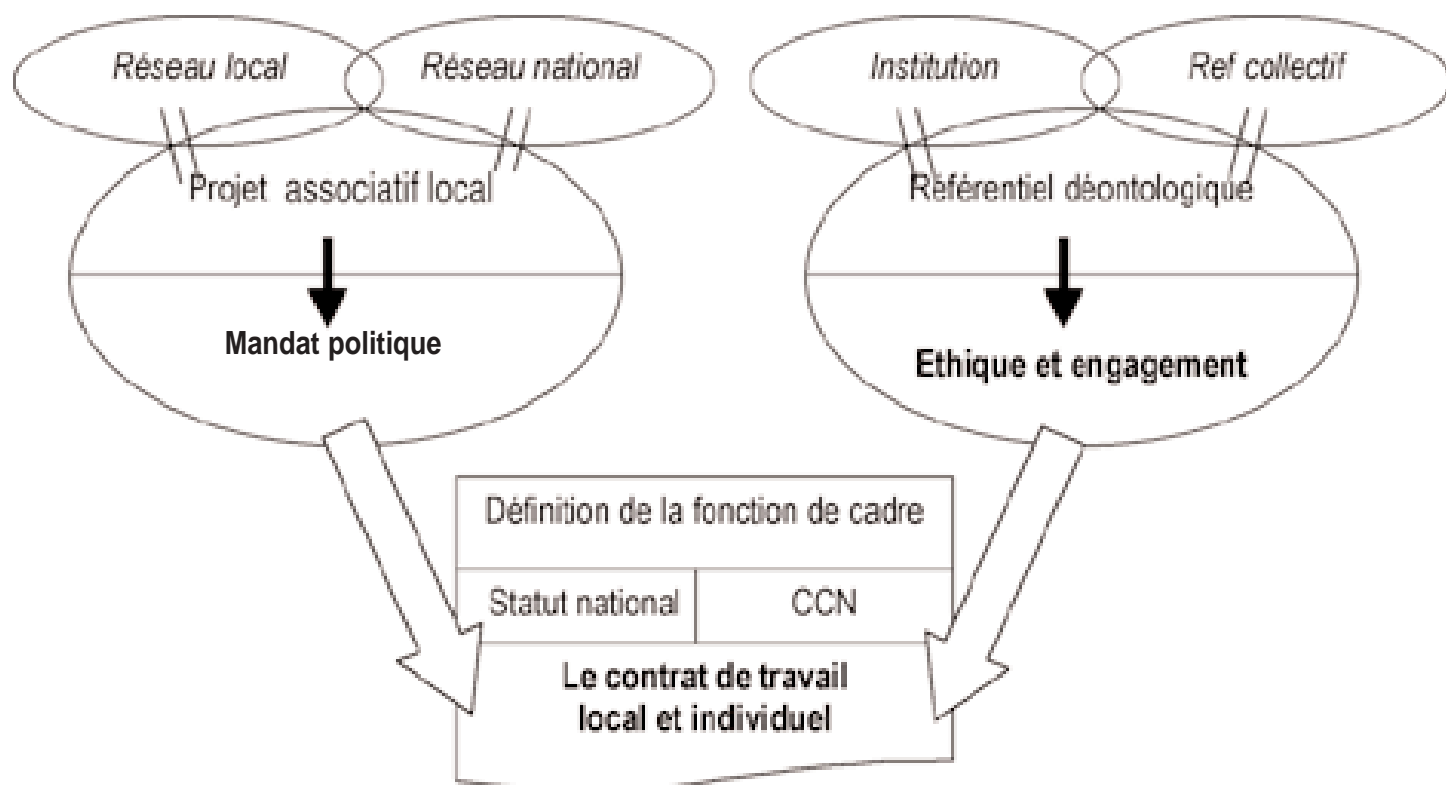 Réseau local
Réseau national
Institution
Ref collectif
Projet associatif local
Référentiel déontologique
Mandat politique
Ethique et engagement
Définition de la fonction de cadre
Statut national
CCN
Le contrat de travail
local et individuel